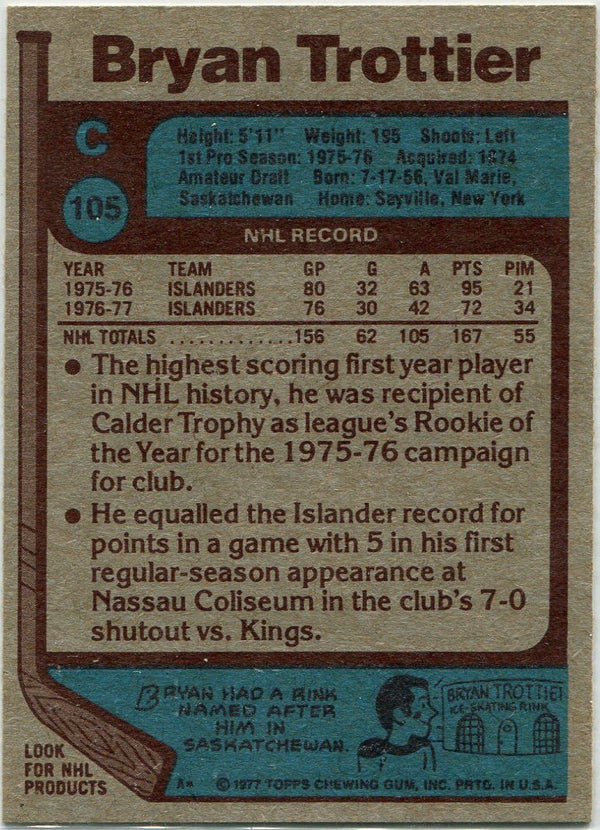 Bryan Trottier
C
105
Height: 5'11" Weight: 195 Shoots: Left
1st Pro Season: 1975-76 Acquired: 1974
Amateur Draft Born: 7-17-56, Val Marie,
Saskatchewan Home: Sayville, New York
NHL RECORD
YEAR TEAM GP G A PTS PIM
1975-76 ISLANDERS 80 32 63 95 21
1976-77 ISLANDERS 76 30 42 72 34
NHL TOTALS .............156 62 105 167 55
● The highest scoring first year player
in NHL history, he was recipient of
Calder Trophy as league's Rookie of
the Year for the 1975-76 campaign
for club.
● He equalled the Islander record for
points in a game with 5 in his first
regular-season appearance at
Nassau Coliseum in the club's 7-0
shutout vs. Kings.
BRYAN HAD A RINK
NAMED AFTER
HIM IN
SASKATCHEWAN.
BRYAN TROTTIER
ICE-SKATING RINK
LOOK
FOR NHL
PRODUCTS
A* © 1977 TOPPS CHEWING GUM, INC. PRTD. IN U.S.A.